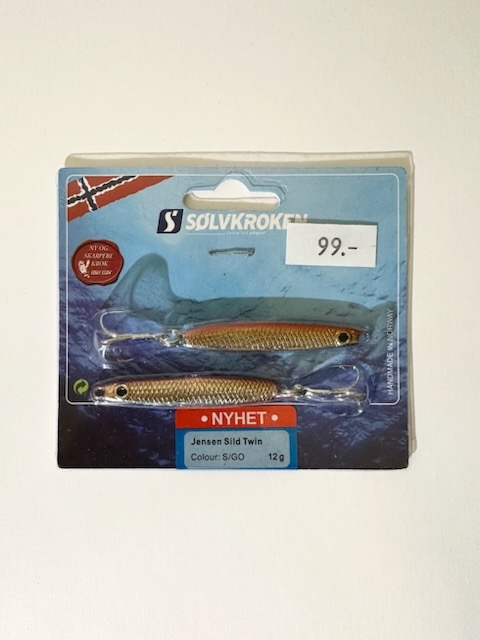 SØLVKROKEN
99.-
NY OG
SKARPERE
KROK
HANDMADE IN NORWAY
• NYHET •
Jensen Sild Twin
Colour: S/GO 12g